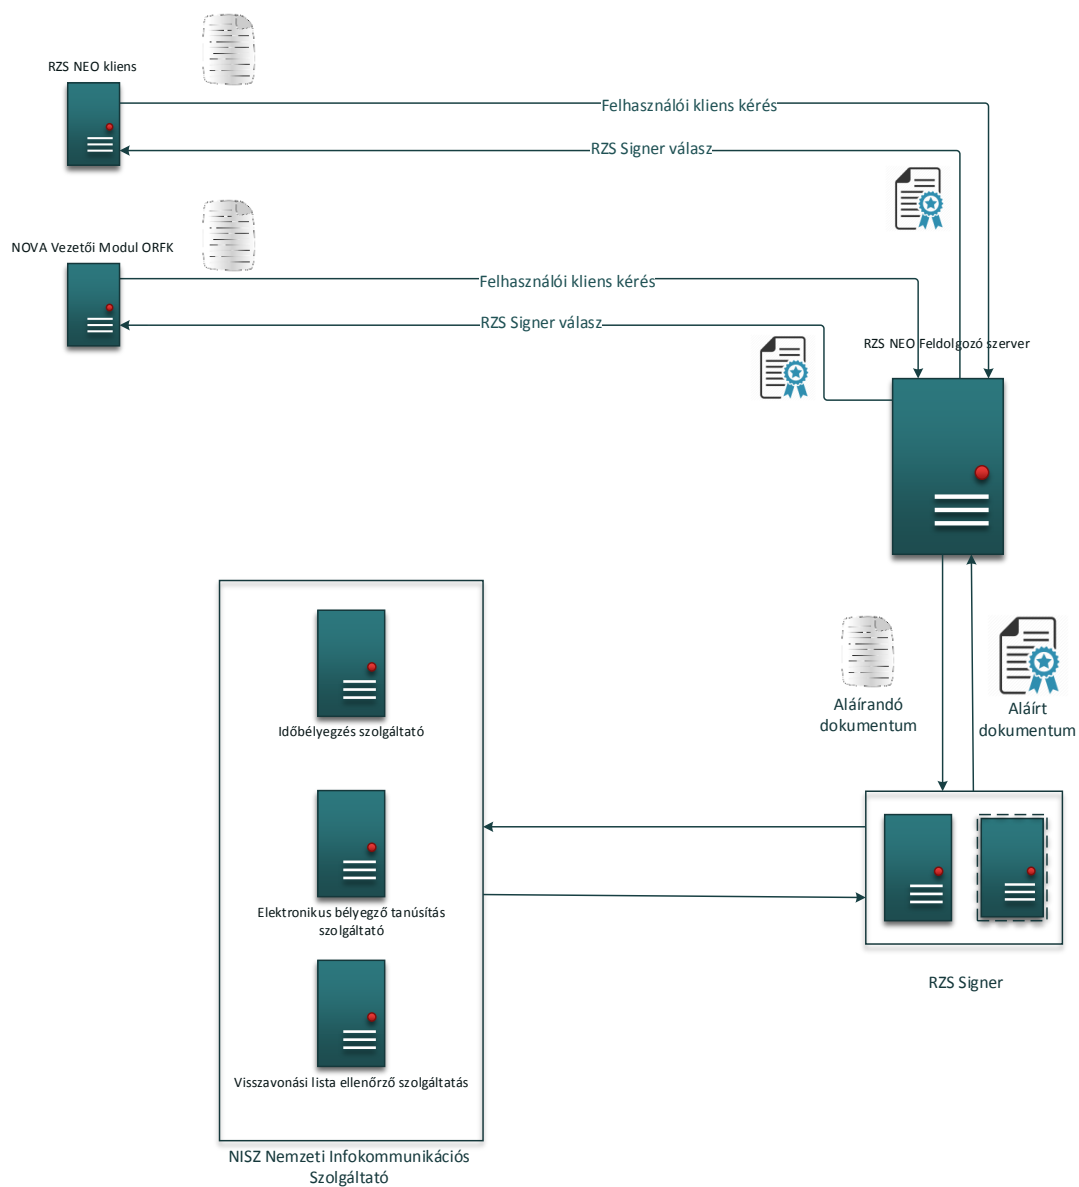 RZS NEO kliens
Felhasználói kliens kérés
RZS Signer válasz
NOVA Vezetői Modul ORFK
Felhasználói kliens kérés
RZS Signer válasz
RZS NEO Feldolgozó szerver
Aláírandó
dokumentum
Aláírt
dokumentum
Időbélyegzés szolgáltató
Elektronikus bélyegző tanúsítás
szolgáltató
RZS Signer
Visszavonási lista ellenőrző szolgáltatás
NISZ Nemzeti Infokommunikációs
Szolgáltató